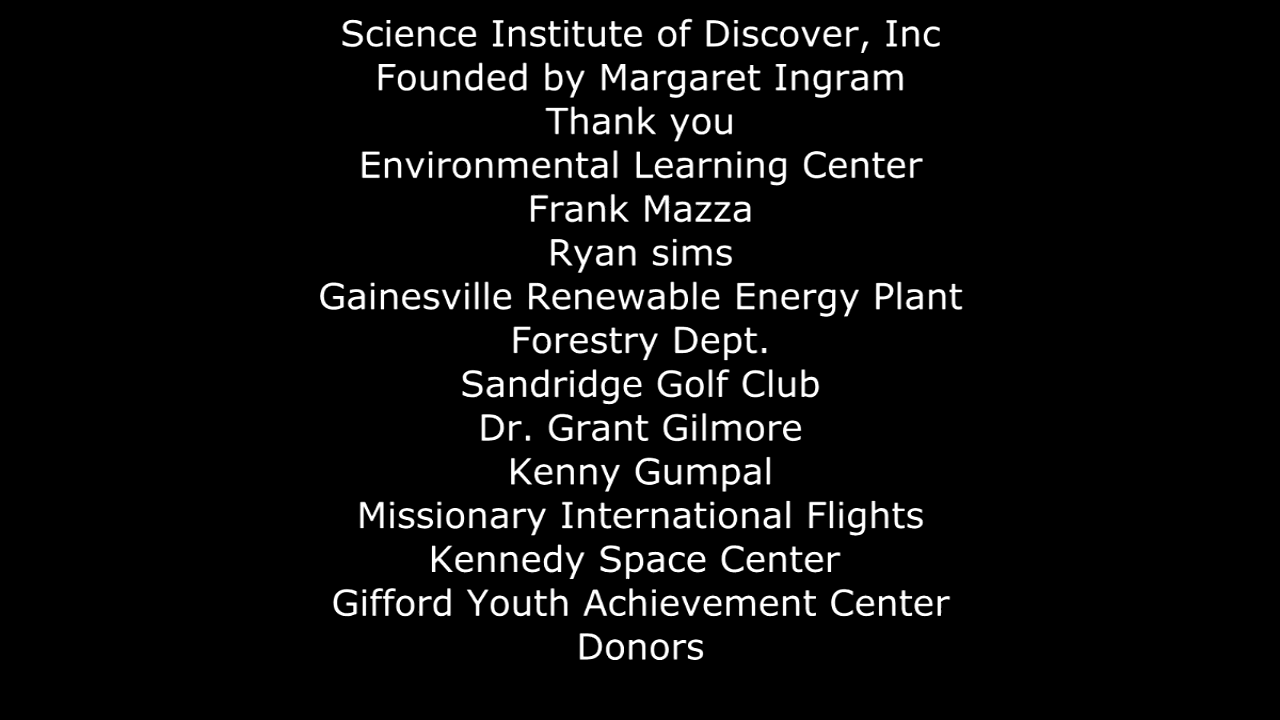 Science Institute of Discover, Inc
Founded by Margaret Ingram
Thank you
Environmental Learning Center
Frank Mazza
Ryan sims
Gainesville Renewable Energy Plant
Forestry Dept.
Sandridge Golf Club
Dr. Grant Gilmore
Kenny Gumpal
Missionary International Flights
Kennedy Space Center
Gifford Youth Achievement Center
Donors